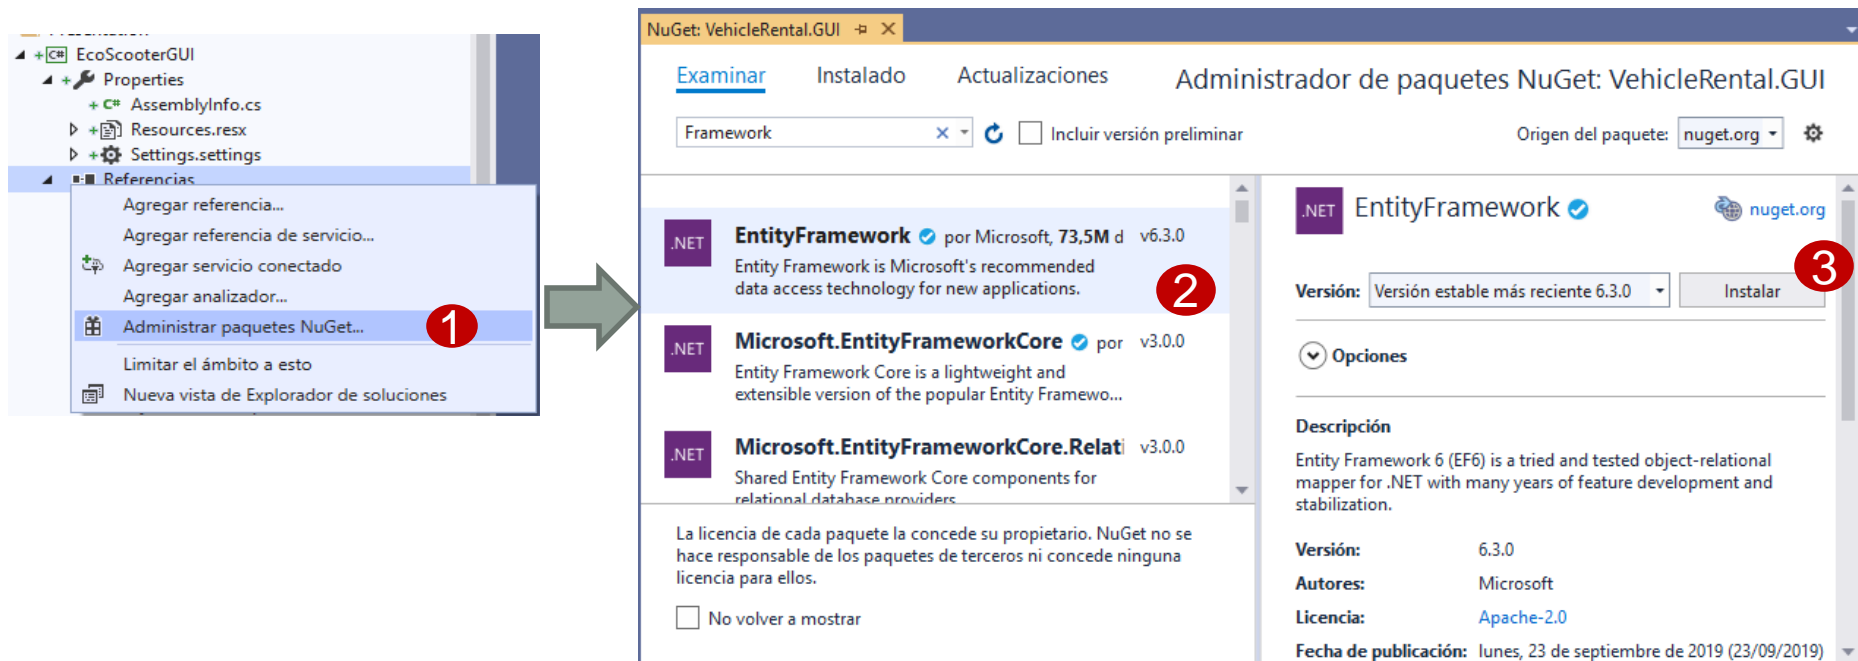 Presentation
EcoScooterGUI
Properties
AssemblyInfo.cs
Resources.resx
Settings.settings
Referencias
Agregar referencia...
Agregar referencia de servicio...
Agregar servicio conectado
Agregar analizador...
Administrar paquetes NuGet...
1
Limitar el ámbito a esto
Nueva vista de Explorador de soluciones
NuGet: VehicleRental.GUI
Examinar
Instalado
Actualizaciones
Administrador de paquetes NuGet: VehicleRental.GUI
Framework
Incluir versión preliminar
Origen del paquete:
nuget.org
.NET
EntityFramework
por Microsoft, 73,5M d
v6.3.0
Entity Framework is Microsoft's recommended
data access technology for new applications.
2
.NET
Microsoft.EntityFrameworkCore
por
v3.0.0
Entity Framework Core is a lightweight and
extensible version of the popular Entity Framewo...
.NET
Microsoft.EntityFrameworkCore.Relati
v3.0.0
Shared Entity Framework Core components for
relational database providers
La licencia de cada paquete la concede su propietario. NuGet no se
hace responsable de los paquetes de terceros ni concede ninguna
licencia para ellos.
No volver a mostrar
.NET
EntityFramework
nuget.org
3
Versión:
Versión estable más reciente 6.3.0
Instalar
Opciones
Descripción
Entity Framework 6 (EF6) is a tried and tested object-relational
mapper for .NET with many years of feature development and
stabilization.
Versión: 6.3.0
Autores: Microsoft
Licencia: Apache-2.0
Fecha de publicación: lunes, 23 de septiembre de 2019 (23/09/2019)